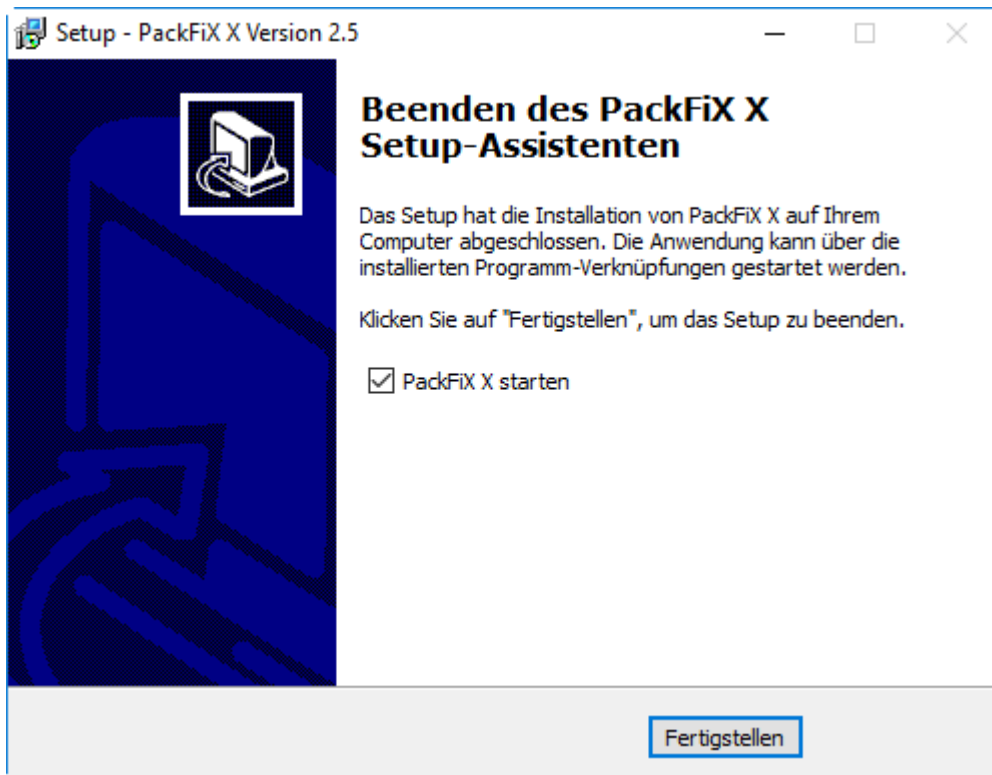 Setup - PackFiX X Version 2.5
Beenden des PackFiX X
Setup-Assistenten
Das Setup hat die Installation von PackFiX X auf Ihrem
Computer abgeschlossen. Die Anwendung kann über die
installierten Programm-Verknüpfungen gestartet werden.
Klicken Sie auf "Fertigstellen", um das Setup zu beenden.
PackFiX X starten
Fertigstellen